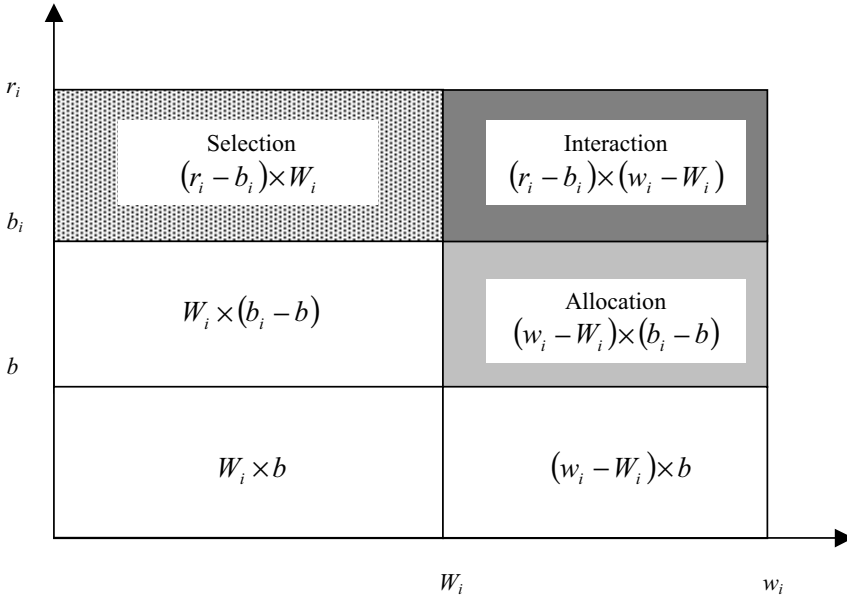 r_i
Selection
(r_i − b_i)×W_i
Interaction
(r_i − b_i)×(w_i − W_i)
b_i
W_i × (b_i − b)
Allocation
(w_i − W_i)×(b_i − b)
b
W_i × b
(w_i − W_i)× b
W_i
w_i